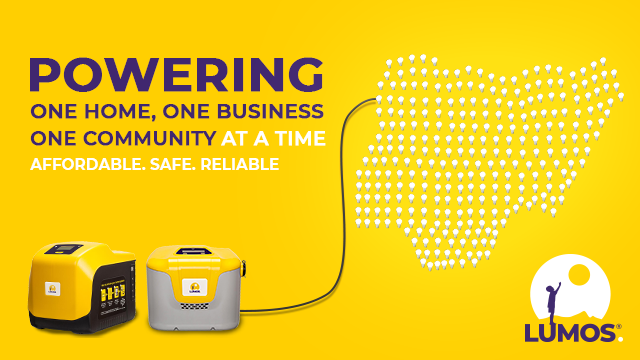 POWERING
ONE HOME, ONE BUSINESS
ONE COMMUNITY AT A TIME
AFFORDABLE. SAFE. RELIABLE
LUMOS®.